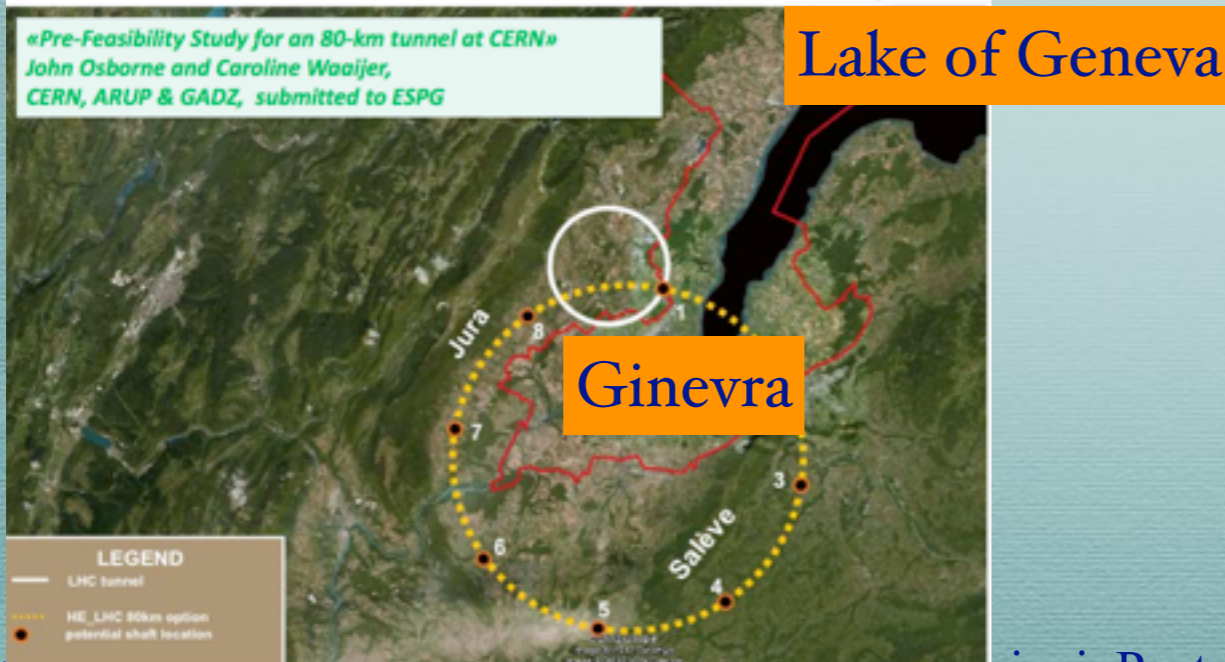 «Pre-Feasibility Study for an 80-km tunnel at CERN»
John Osborne and Caroline Waaijer,
CERN, ARUP & GADZ, submitted to ESPG
Lake of Geneva
Jura
8
1
Ginevra
7
3
Salève
6
4
5
LEGEND
LHC tunnel
HE_LHC 80km option
potential shaft location